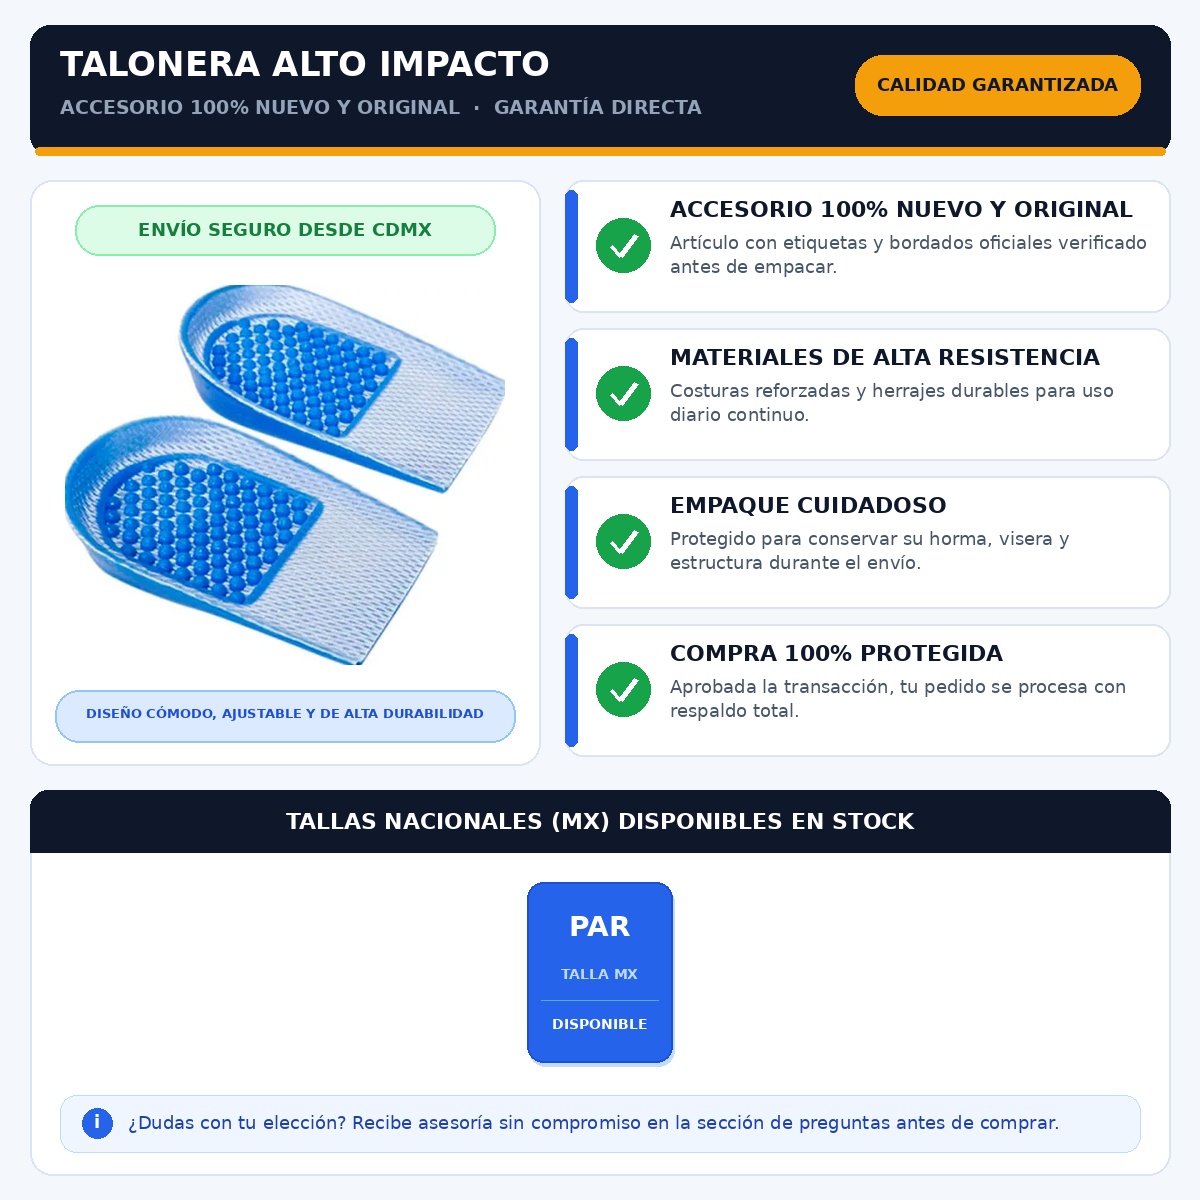 TALONERA ALTO IMPACTO
ACCESORIO 100% NUEVO Y ORIGINAL · GARANTÍA DIRECTA
CALIDAD GARANTIZADA
ENVÍO SEGURO DESDE CDMX
DISEÑO CÓMODO, AJUSTABLE Y DE ALTA DURABILIDAD
ACCESORIO 100% NUEVO Y ORIGINAL
Artículo con etiquetas y bordados oficiales verificado
antes de empacar.
MATERIALES DE ALTA RESISTENCIA
Costuras reforzadas y herrajes durables para uso
diario continuo.
EMPAQUE CUIDADOSO
Protegido para conservar su horma, visera y
estructura durante el envío.
COMPRA 100% PROTEGIDA
Aprobada la transacción, tu pedido se procesa con
respaldo total.
TALLAS NACIONALES (MX) DISPONIBLES EN STOCK
PAR
TALLA MX
DISPONIBLE
i ¿Dudas con tu elección? Recibe asesoría sin compromiso en la sección de preguntas antes de comprar.